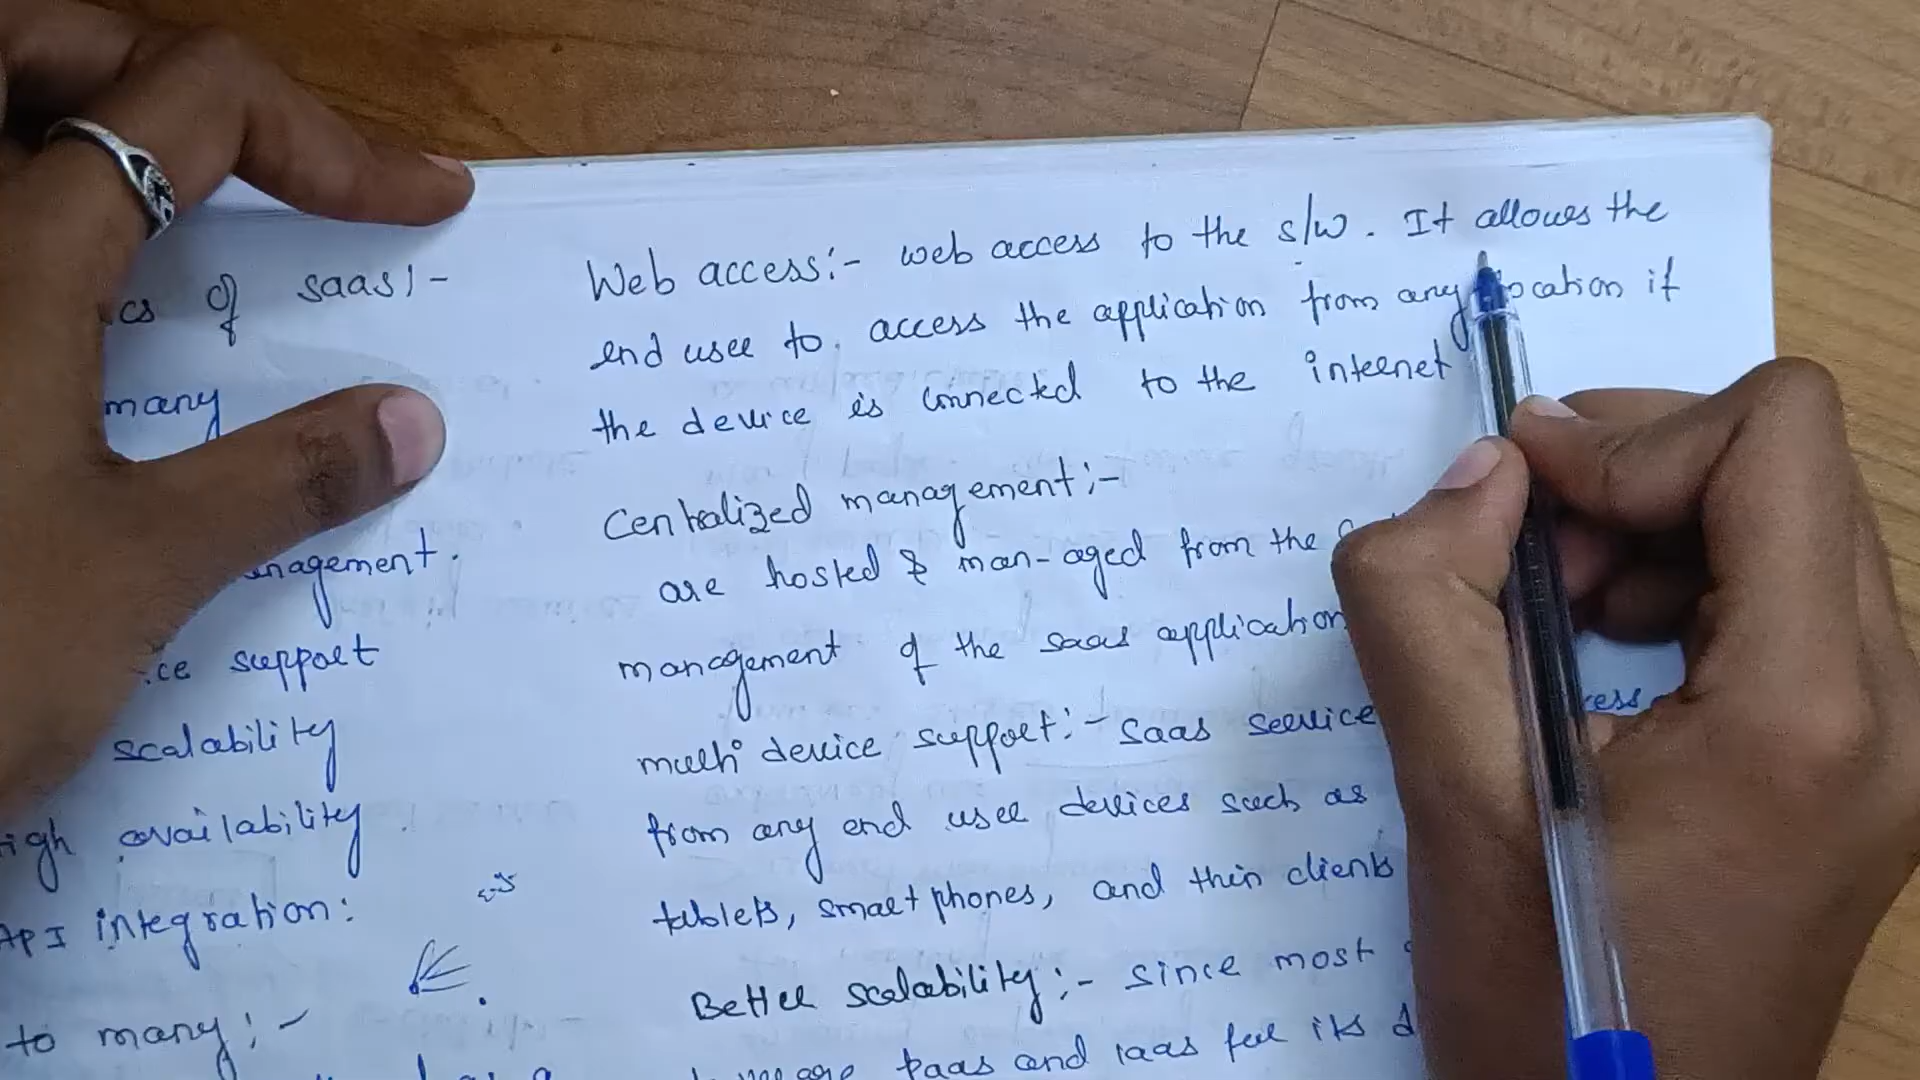 of saas:-
many
management.
support
scalability
availability
API integration:
to many:-
Web access:- web access to the s/w. It allows the
end user to access the application from any location if
the device is connected to the internet
Centralized management:-
are hosted & man-aged from the
management of the saas application
multi device support:- Saas service
from any end user devices such as
tablets, smart phones, and thin clients
Better scalability:- Since most
Paas and iaas for its